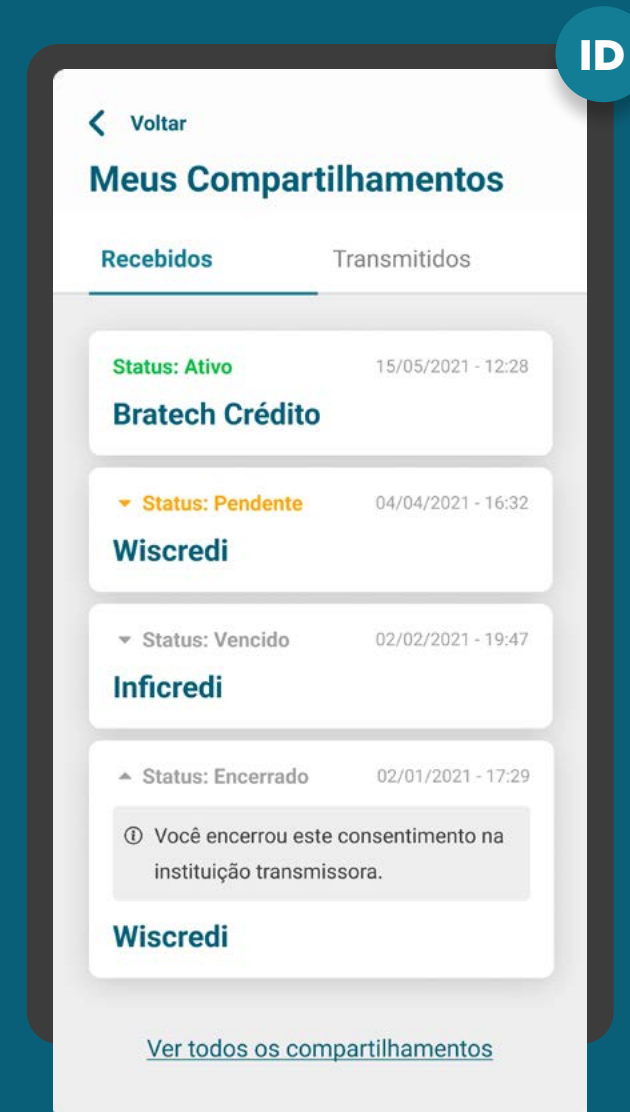 ID
Voltar
Meus Compartilhamentos
Recebidos Transmitidos
Status: Ativo 15/05/2021 - 12:28
Bratech Crédito
Status: Pendente 04/04/2021 - 16:32
Wiscredi
Status: Vencido 02/02/2021 - 19:47
Inficredi
Status: Encerrado 02/01/2021 - 17:29
Você encerrou este consentimento na
instituição transmissora.
Wiscredi
Ver todos os compartilhamentos